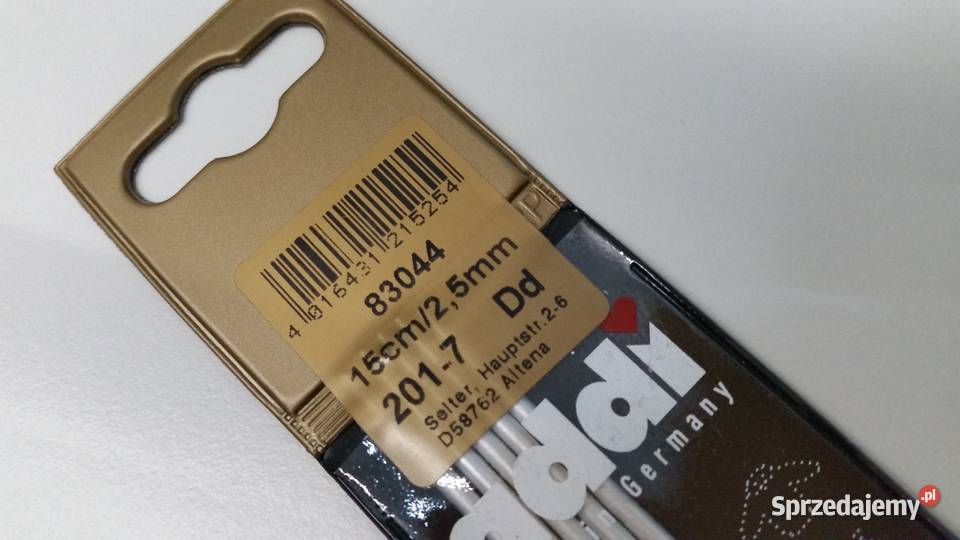 4 016431 215254
83044
15cm/2,5mm
201-7 Dd
Selter, Hauptstr.2-6
D58762 Altena
addi
Germany
Sprzedajemy.pl